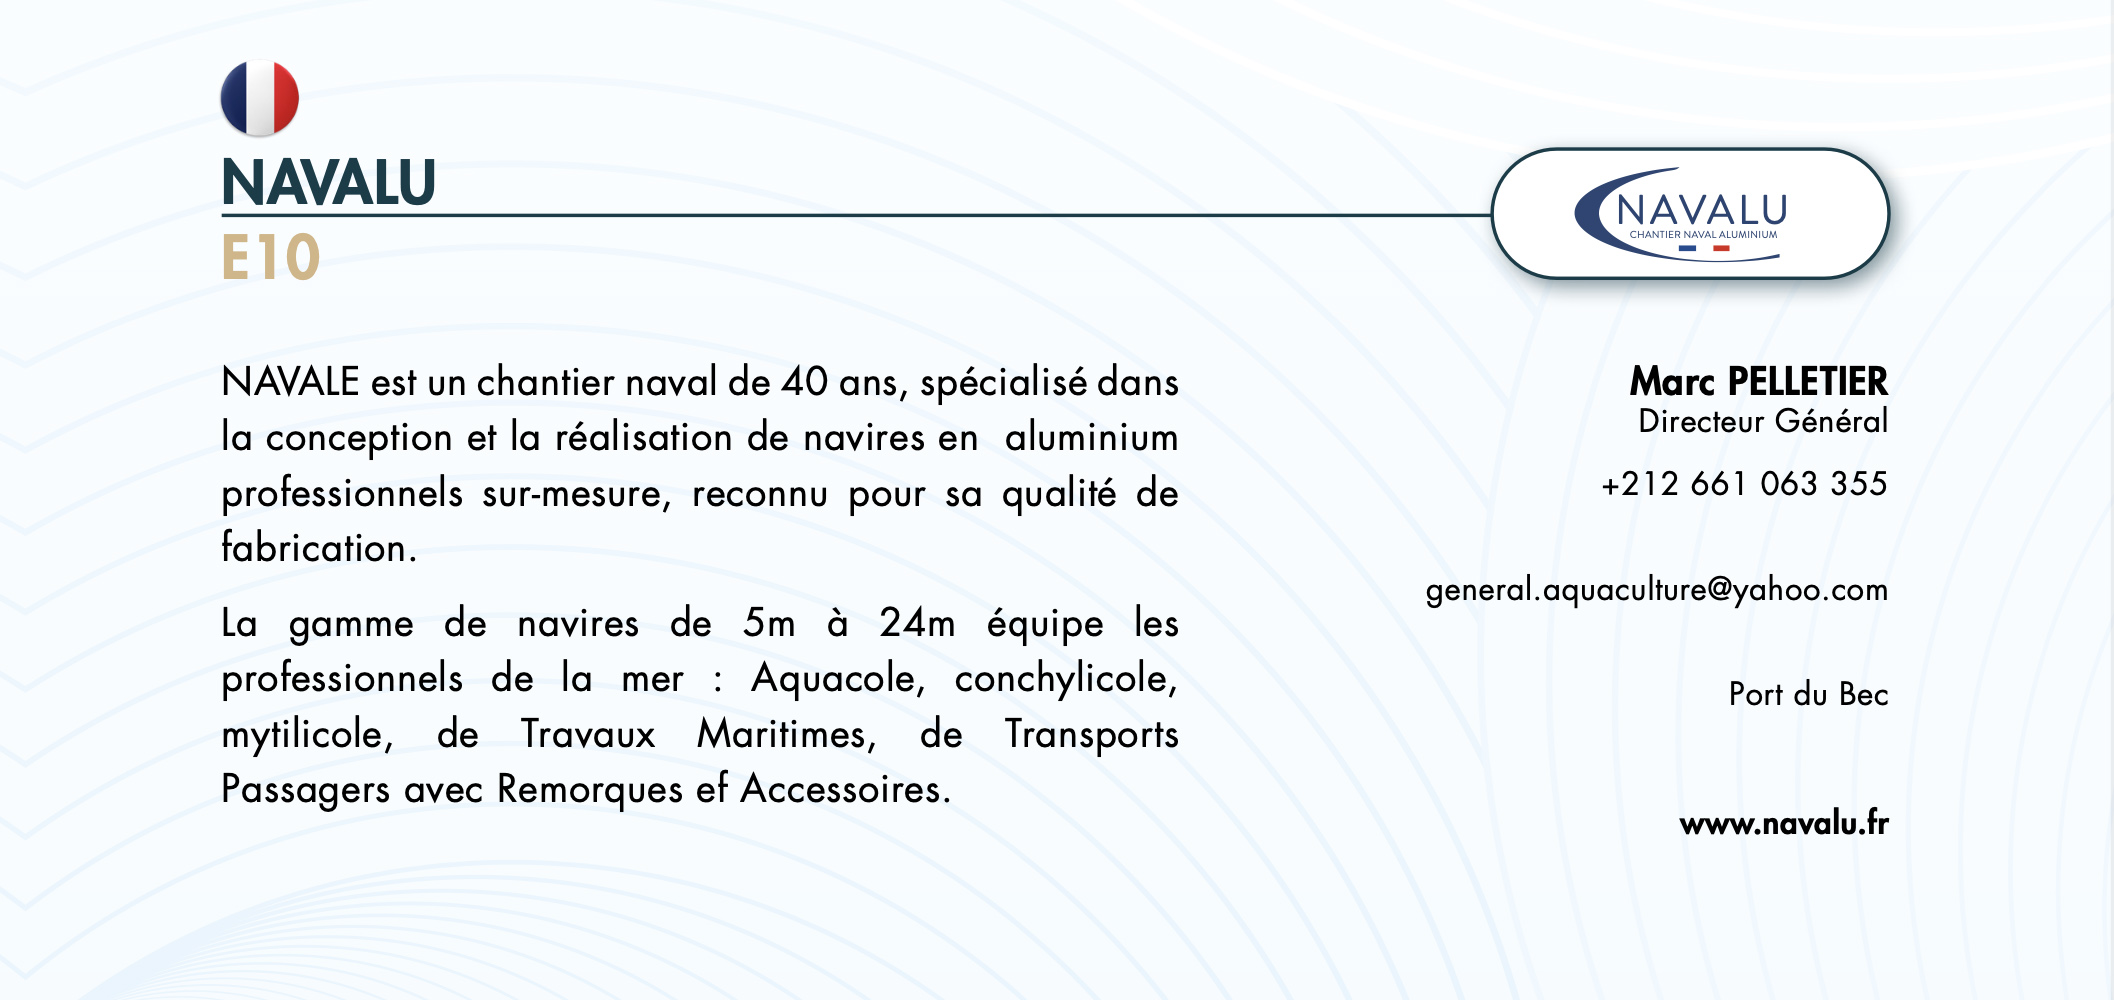 NAVALU
E10
NAVALU
CHANTIER NAVAL ALUMINIUM
NAVALE est un chantier naval de 40 ans, spécialisé dans
la conception et la réalisation de navires en  aluminium
professionnels sur-mesure, reconnu pour sa qualité de
fabrication.
La gamme de navires de 5m à 24m équipe les
professionnels de la mer : Aquacole, conchylicole,
mytilicole, de Travaux Maritimes, de Transports
Passagers avec Remorques ef Accessoires.
Marc PELLETIER
Directeur Général
+212 661 063 355
general.aquaculture@yahoo.com
Port du Bec
www.navalu.fr